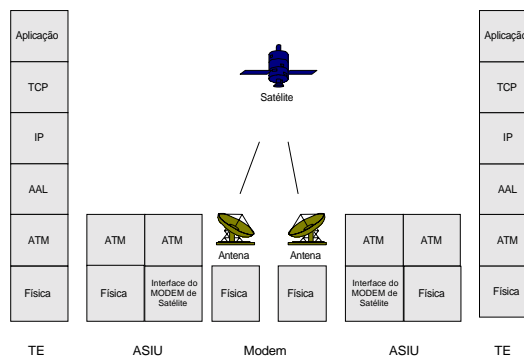 Aplicação
TCP
IP
AAL
ATM
Física
TE
ATM
ATM
Física
Interface do
MODEM de
Satélite
ASIU
Satélite
Antena
Antena
Física
Física
Modem
ATM
ATM
Interface do
MODEM de
Satélite
Física
ASIU
Aplicação
TCP
IP
AAL
ATM
Física
TE